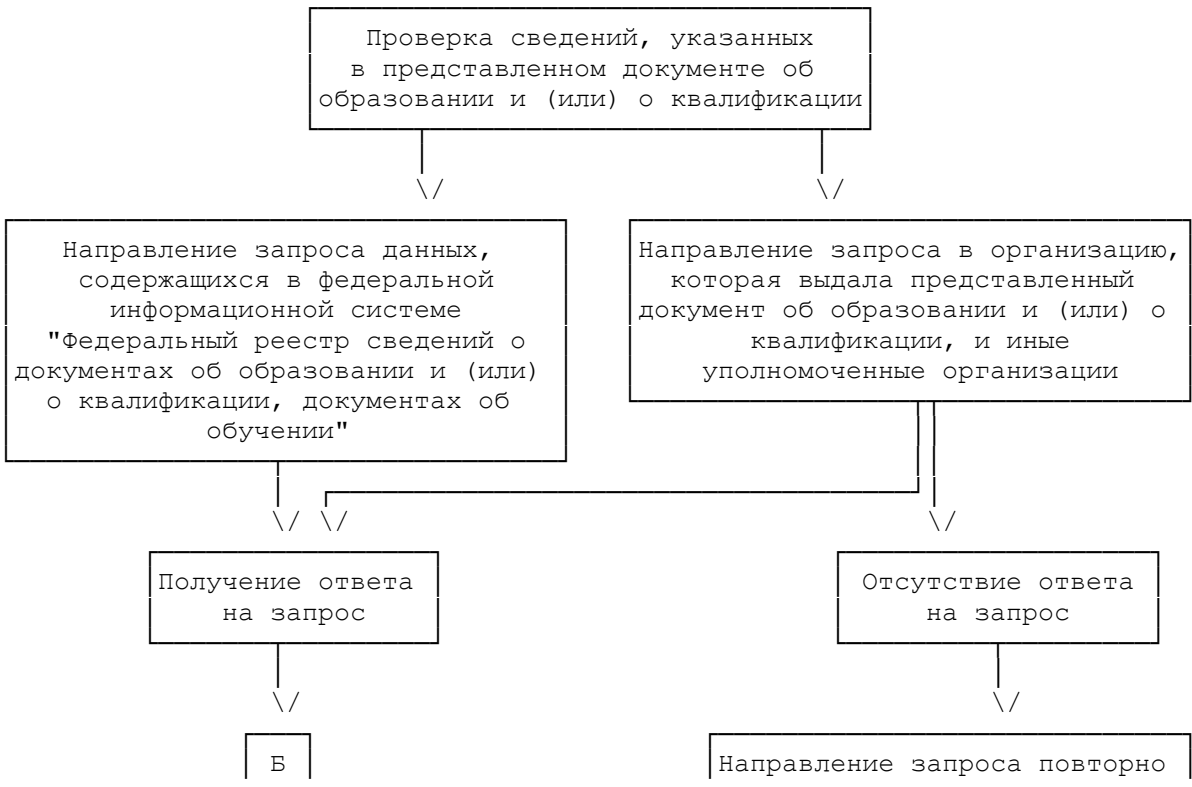 Проверка сведений, указанных
в представленном документе об
образовании и (или) о квалификации
Направление запроса данных,
содержащихся в федеральной
информационной системе
"Федеральный реестр сведений о
документах об образовании и (или)
о квалификации, документах об
обучении"
Направление запроса в организацию,
которая выдала представленный
документ об образовании и (или) о
квалификации, и иные
уполномоченные организации
Получение ответа
на запрос
Отсутствие ответа
на запрос
Б
Направление запроса повторно